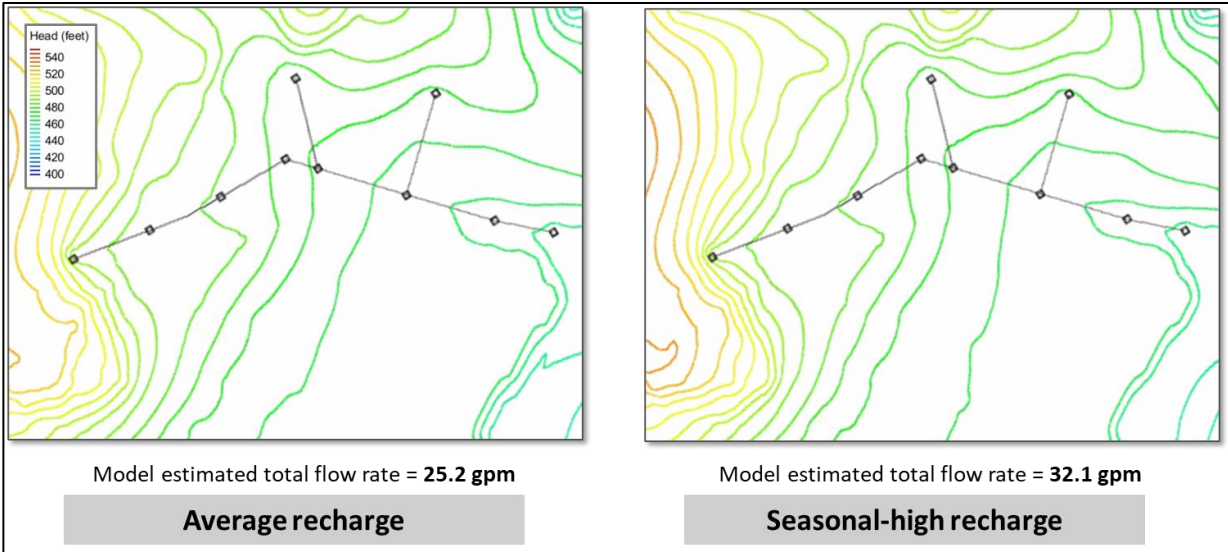 Head (feet)
540
520
500
480
460
440
420
400
Model estimated total flow rate = 25.2 gpm
Average recharge
Model estimated total flow rate = 32.1 gpm
Seasonal-high recharge